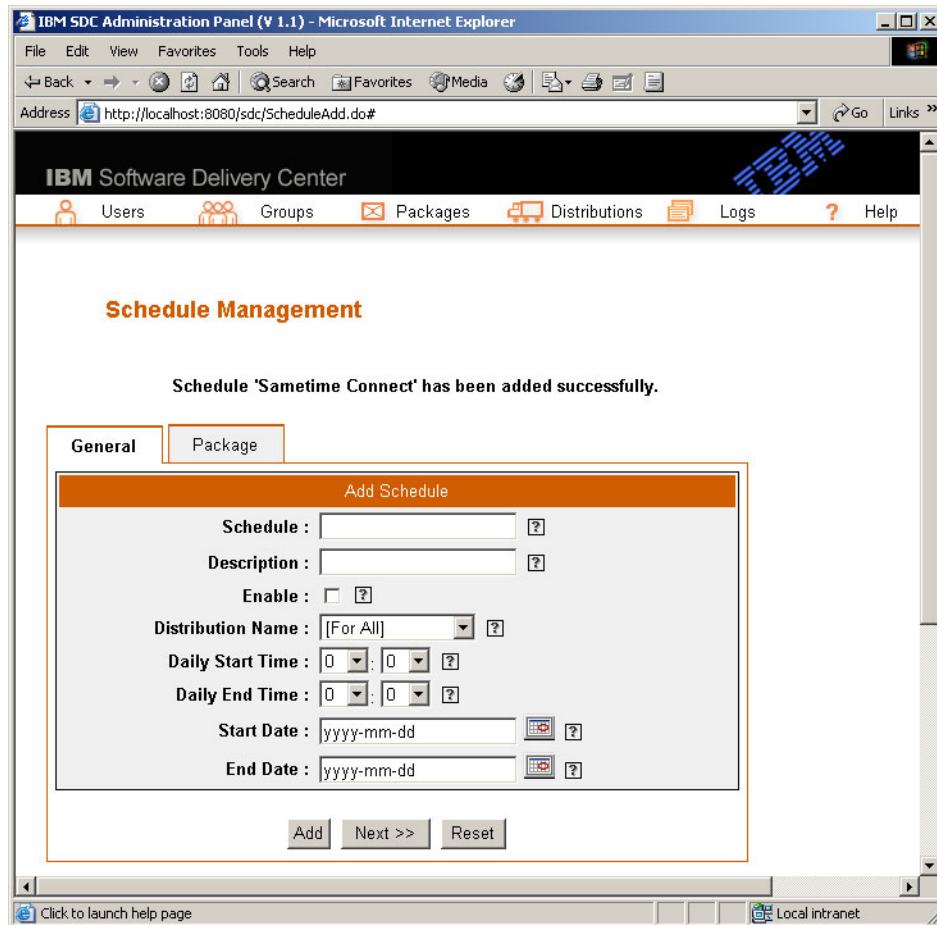 IBM SDC Administration Panel (V 1.1) - Microsoft Internet Explorer
File Edit View Favorites Tools Help
Back Search Favorites Media
Address http://localhost:8080/sdc/ScheduleAdd.do# Go Links »
IBM
IBM Software Delivery Center
Users Groups Packages Distributions Logs ? Help
Schedule Management
Schedule 'Sametime Connect' has been added successfully.
General Package
Add Schedule
Schedule : ?
Description : ?
Enable : ?
Distribution Name : [For All] ?
Daily Start Time : 0 : 0 ?
Daily End Time : 0 : 0 ?
Start Date : yyyy-mm-dd ?
End Date : yyyy-mm-dd ?
Add Next >> Reset
Click to launch help page Local intranet